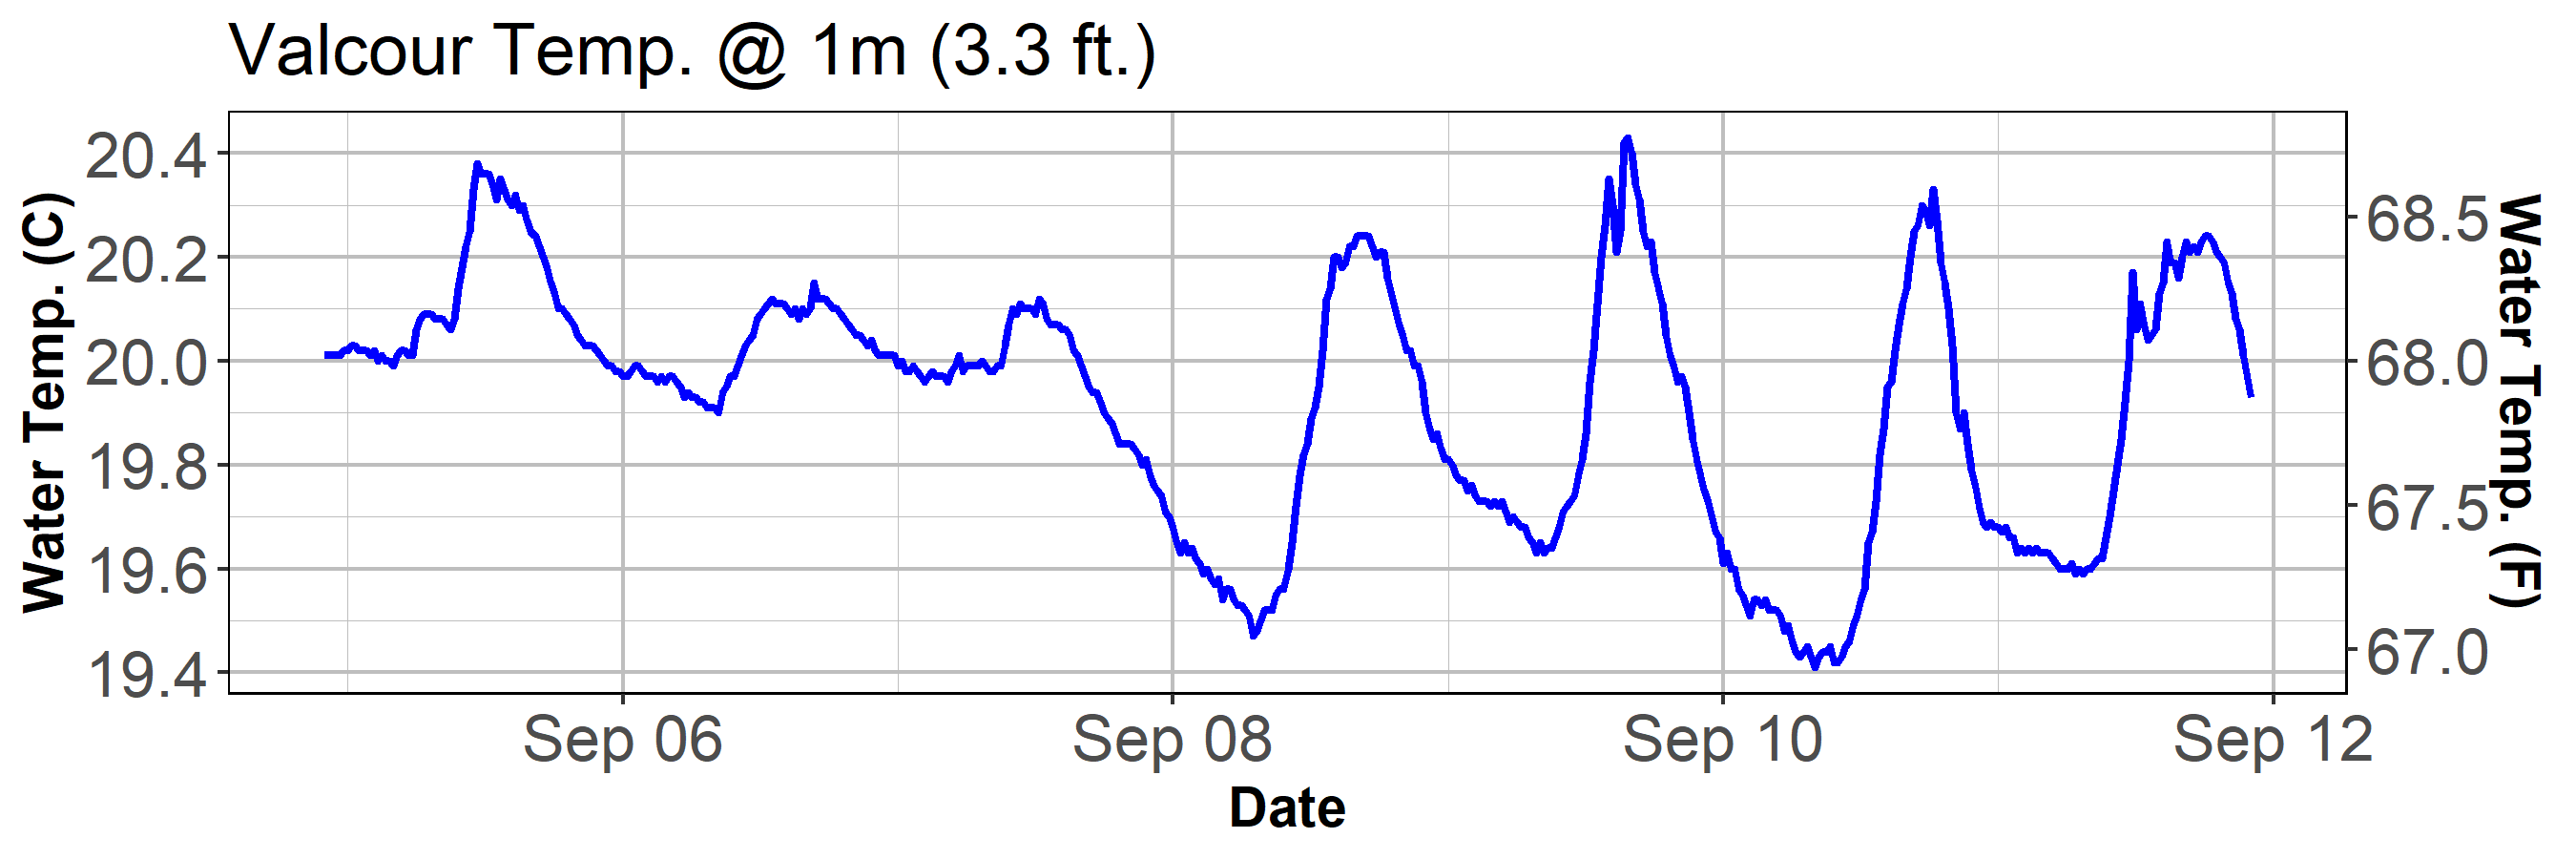 Valcour Temp. @ 1m (3.3 ft.)
Water Temp. (C)
20.4
20.2
20.0
19.8
19.6
19.4
68.5
68.0
67.5
67.0
Water Temp. (F)
Sep 06 Sep 08 Sep 10 Sep 12
Date